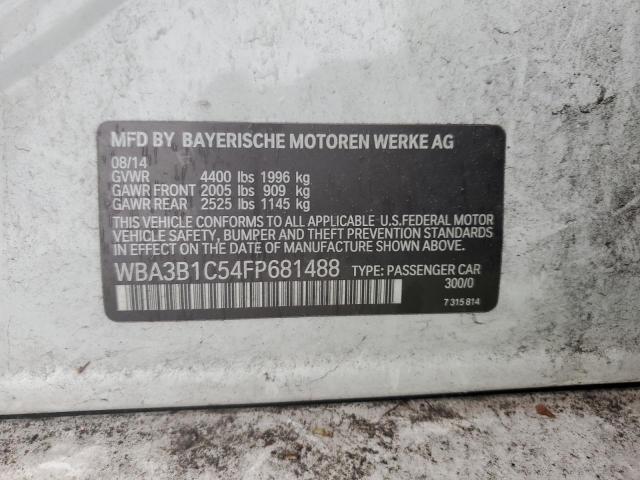 MFD BY BAYERISCHE MOTOREN WERKE AG
08/14
GVWR 4400 lbs 1996 kg
GAWR FRONT 2005 lbs 909 kg
GAWR REAR 2525 lbs 1145 kg
THIS VEHICLE CONFORMS TO ALL APPLICABLE U.S.FEDERAL MOTOR
VEHICLE SAFETY, BUMPER, AND THEFT PREVENTION STANDARDS
IN EFFECT ON THE DATE OF MANUFACTURE SHOWN ABOVE.
WBA3B1C54FP681488 TYPE: PASSENGER CAR
300/0
7 315 814